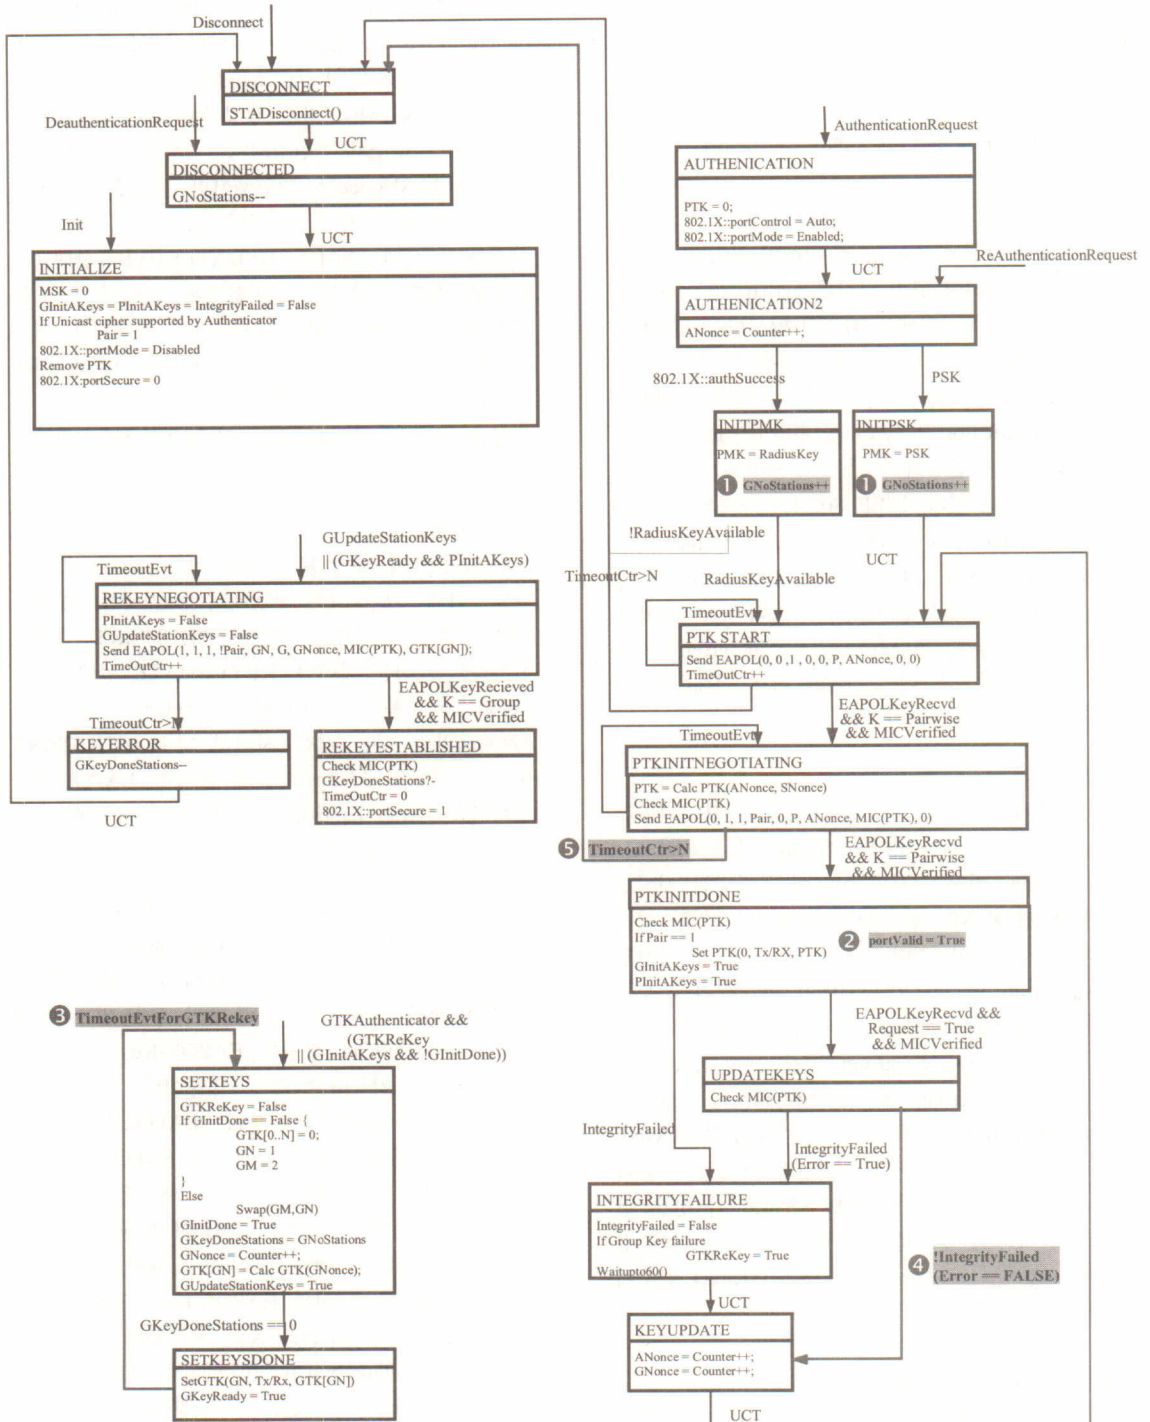 Disconnect
DISCONNECT
STADisconnect()
DeauthenticationRequest
UCT
DISCONNECTED
GNoStations--
Init
UCT
INITIALIZE
MSK = 0
GInitAKeys = PInitAKeys = IntegrityFailed = False
If Unicast cipher supported by Authenticator
Pair = 1
802.1X::portMode = Disabled
Remove PTK
802.1X:portSecure = 0
GUpdateStationKeys
|| (GKeyReady && PInitAKeys)
TimeoutEvt
REKEYNEGOTIATING
PInitAKeys = False
GUpdateStationKeys = False
Send EAPOL(1, 1, 1, !Pair, GN, G, GNonce, MIC(PTK), GTK[GN]);
TimeOutCtr++
TimeoutCtr>N
EAPOLKeyRecieved
&& K == Group
&& MICVerified
KEYERROR
GKeyDoneStations--
UCT
REKEYESTABLISHED
Check MIC(PTK)
GKeyDoneStations?-
TimeOutCtr = 0
802.1X::portSecure = 1
❸ TimeoutEvtForGTKRekey
GTKAuthenticator &&
(GTKReKey
|| (GInitAKeys && !GInitDone))
SETKEYS
GTKReKey = False
If GInitDone == False {
GTK[0..N] = 0;
GN = 1
GM = 2
}
Else
Swap(GM,GN)
GInitDone = True
GKeyDoneStations = GNoStations
GNonce = Counter++;
GTK[GN] = Calc GTK(GNonce);
GUpdateStationKeys = True
GKeyDoneStations == 0
SETKEYSDONE
SetGTK(GN, Tx/Rx, GTK[GN])
GKeyReady = True
AuthenticationRequest
AUTHENICATION
PTK = 0;
802.1X::portControl = Auto;
802.1X::portMode = Enabled;
UCT
ReAuthenticationRequest
AUTHENICATION2
ANonce = Counter++;
802.1X::authSuccess
PSK
INITPMK
PMK = RadiusKey
❶ GNoStations++
INITPSK
PMK = PSK
❶ GNoStations++
!RadiusKeyAvailable
UCT
TimeoutCtr>N
RadiusKeyAvailable
TimeoutEvt
PTK START
Send EAPOL(0, 0 ,1 , 0, 0, P, ANonce, 0, 0)
TimeOutCtr++
EAPOLKeyRecvd
&& K == Pairwise
&& MICVerified
TimeoutEvt
PTKINITNEGOTIATING
PTK = Calc PTK(ANonce, SNonce)
Check MIC(PTK)
Send EAPOL(0, 1, 1, Pair, 0, P, ANonce, MIC(PTK), 0)
❺ TimeoutCtr>N
EAPOLKeyRecvd
&& K == Pairwise
&& MICVerified
PTKINITDONE
Check MIC(PTK)
If Pair == 1
Set PTK(0, Tx/RX, PTK)
❷ portValid = True
GInitAKeys = True
PInitAKeys = True
EAPOLKeyRecvd &&
Request == True
&& MICVerified
UPDATEKEYS
Check MIC(PTK)
IntegrityFailed
IntegrityFailed
(Error == True)
INTEGRITYFAILURE
IntegrityFailed = False
If Group Key failure
GTKReKey = True
Waitupto60()
❹ !IntegrityFailed
(Error == FALSE)
UCT
KEYUPDATE
ANonce = Counter++;
GNonce = Counter++;
UCT